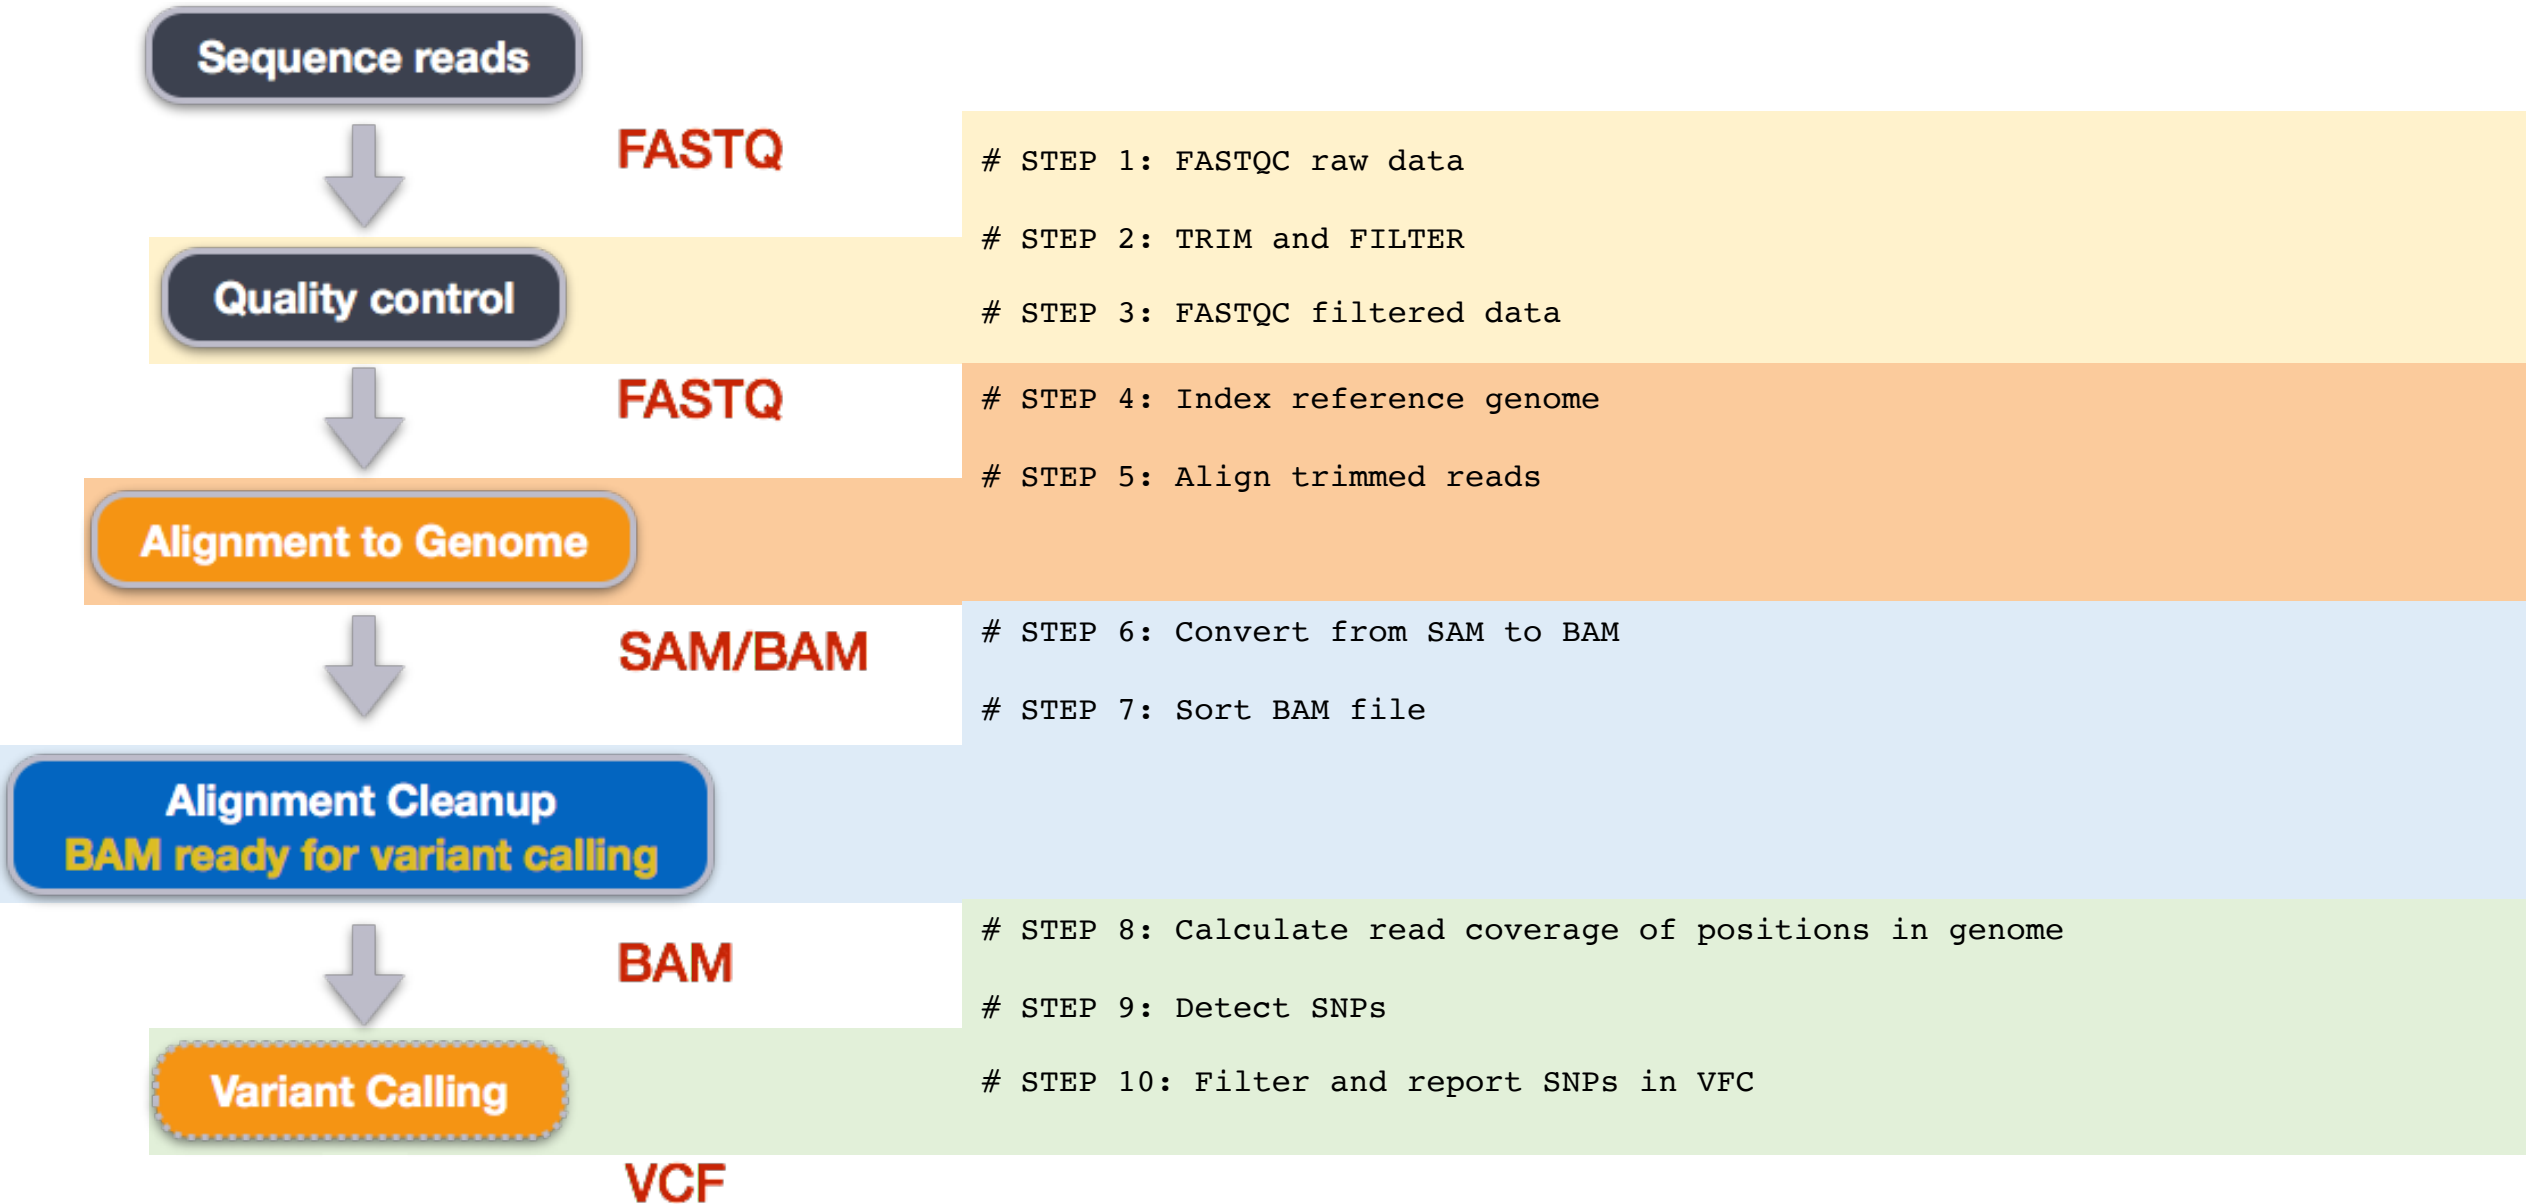 Sequence reads
FASTQ
# STEP 1: FASTQC raw data
# STEP 2: TRIM and FILTER
Quality control
# STEP 3: FASTQC filtered data
FASTQ
# STEP 4: Index reference genome
# STEP 5: Align trimmed reads
Alignment to Genome
SAM/BAM
# STEP 6: Convert from SAM to BAM
# STEP 7: Sort BAM file
Alignment Cleanup
BAM ready for variant calling
BAM
# STEP 8: Calculate read coverage of positions in genome
# STEP 9: Detect SNPs
Variant Calling
# STEP 10: Filter and report SNPs in VFC
VCF